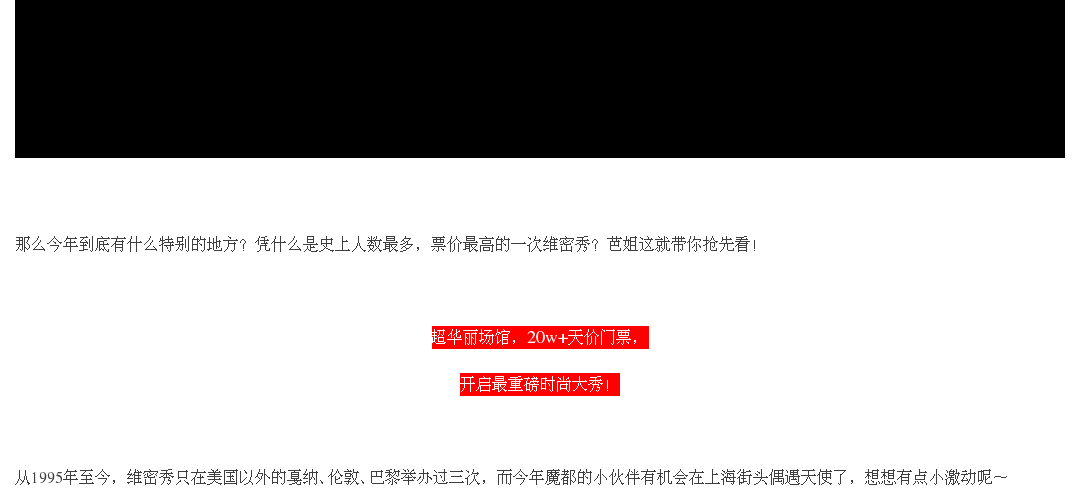 那么今年到底有什么特别的地方？凭什么是史上人数最多，票价最高的一次维密秀？芭姐这就带你抢先看！
超华丽场馆，20w+天价门票，
开启最重磅时尚大秀！
从1995年至今，维密秀只在美国以外的戛纳、伦敦、巴黎举办过三次，而今年魔都的小伙伴有机会在上海街头偶遇天使了，想想有点小激动呢～